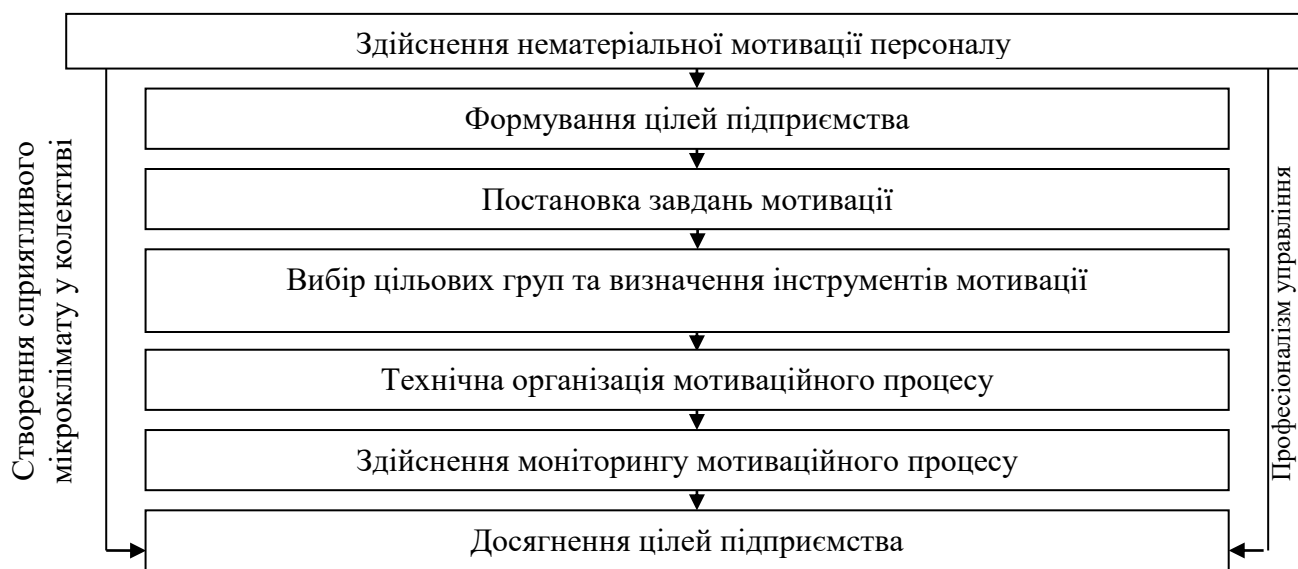 Здійснення нематеріальної мотивації персоналу
Формування цілей підприємства
Постановка завдань мотивації
Вибір цільових груп та визначення інструментів мотивації
Технічна організація мотиваційного процесу
Здійснення моніторингу мотиваційного процесу
Досягнення цілей підприємства
Створення сприятливого
мікроклімату у колективі
Професіоналізм управління